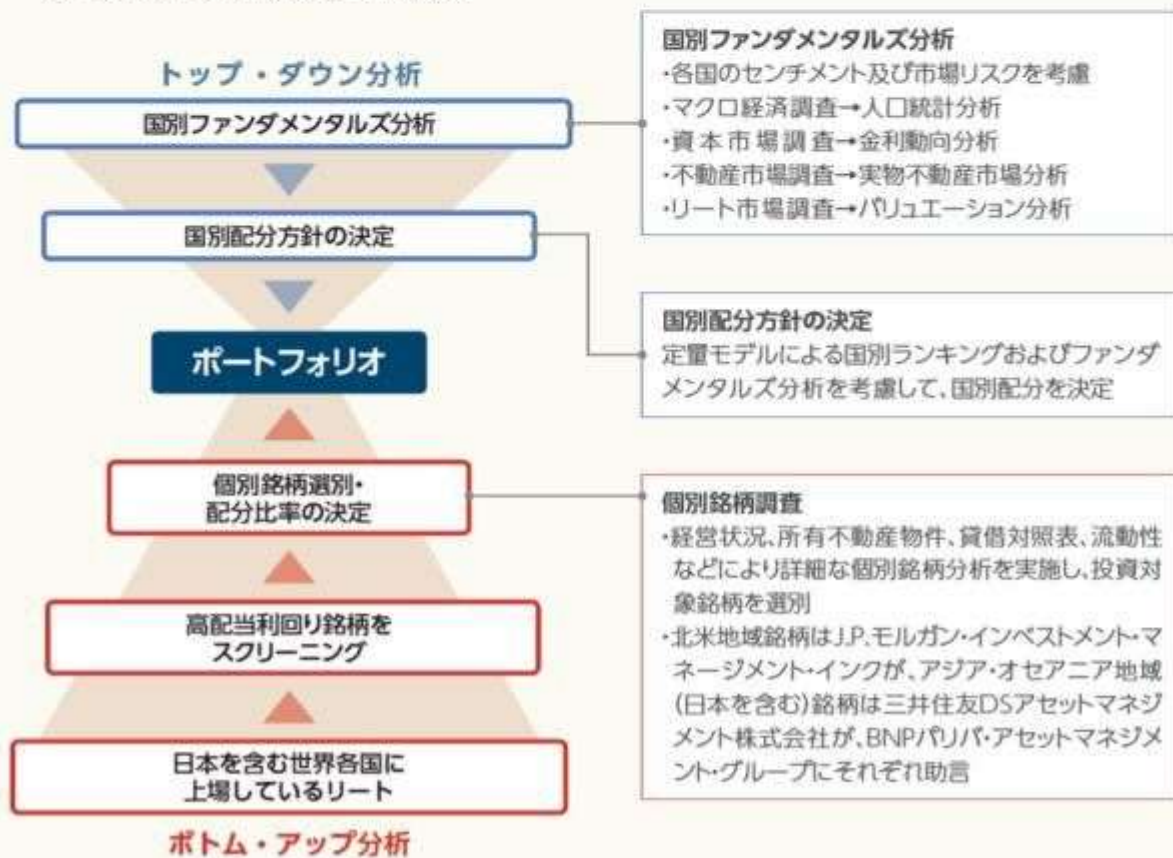 トップ・ダウン分析
国別ファンダメンタルズ分析
国別配分方針の決定
ポートフォリオ
個別銘柄選別・
配分比率の決定
高配当利回り銘柄を
スクリーニング
日本を含む世界各国に
上場しているリート
ボトム・アップ分析
国別ファンダメンタルズ分析
・各国のセンチメント及び市場リスクを考慮
・マクロ経済調査→人口統計分析
・資本市場調査→金利動向分析
・不動産市場調査→実物不動産市場分析
・リート市場調査→バリュエーション分析
国別配分方針の決定
定量モデルによる国別ランキングおよびファンダ
メンタルズ分析を考慮して、国別配分を決定
個別銘柄調査
・経営状況、所有不動産物件、貸借対照表、流動性
などにより詳細な個別銘柄分析を実施し、投資対
象銘柄を選別
・北米地域銘柄はJ.P.モルガン・インベストメント・マ
ネージメント・インクが、アジア・オセアニア地域
(日本を含む)銘柄は三井住友DSアセットマネジ
メント株式会社が、BNPパリバ・アセットマネジメ
ント・グループにそれぞれ助言